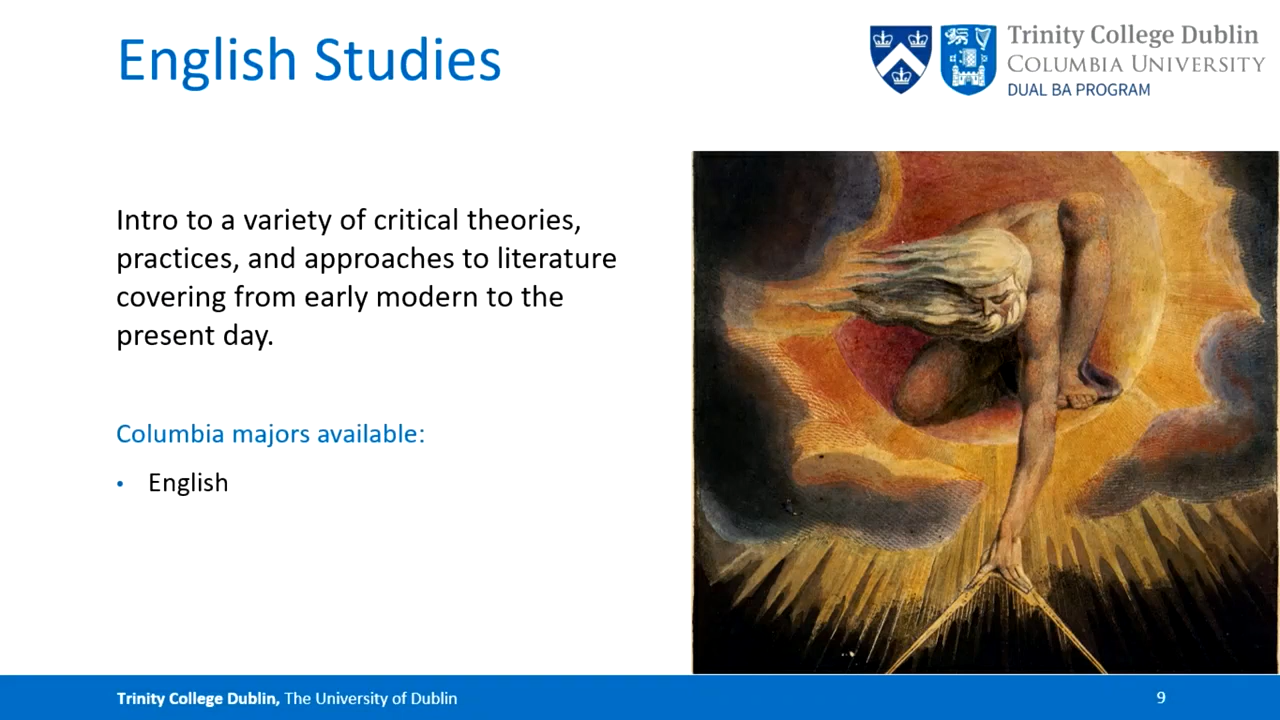 English Studies
Trinity College Dublin
COLUMBIA UNIVERSITY
DUAL BA PROGRAM
Intro to a variety of critical theories,
practices, and approaches to literature
covering from early modern to the
present day.
Columbia majors available:
• English
Trinity College Dublin, The University of Dublin
9